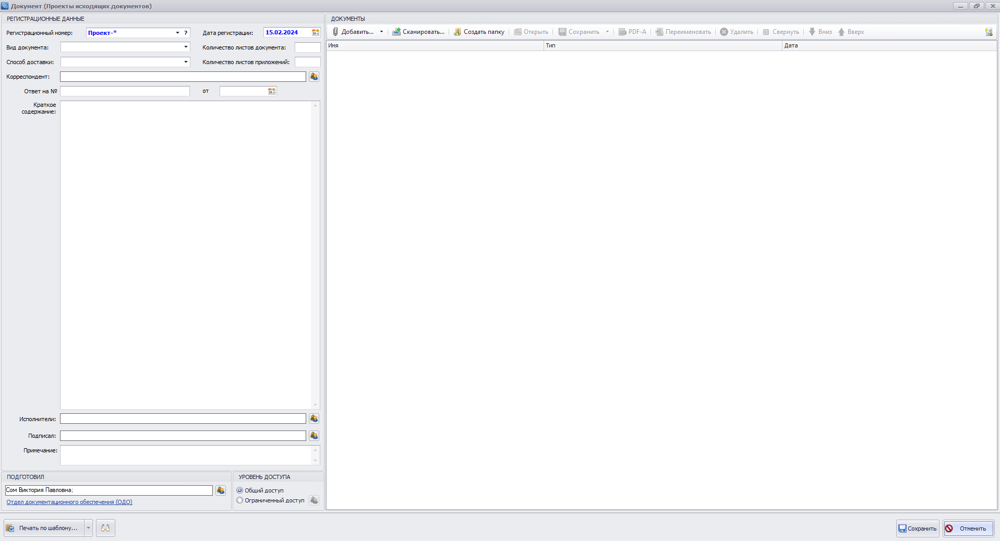 Документ (Проекты исходящих документов)
РЕГИСТРАЦИОННЫЕ ДАННЫЕ
Регистрационный номер: Проект-* ? Дата регистрации: 15.02.2024
Вид документа: Количество листов документа:
Способ доставки: Количество листов приложений:
Корреспондент:
Ответ на № от
Краткое
содержание:
Исполнители:
Подписал:
Примечание:
ПОДГОТОВИЛ
Сом Виктория Павловна;
Отдел документационного обеспечения (ОДО)
УРОВЕНЬ ДОСТУПА
Общий доступ
Ограниченный доступ
ДОКУМЕНТЫ
Добавить... Сканировать... Создать папку Открыть Сохранить PDF-A Переименовать Удалить Свернуть Вниз Вверх
Имя Тип Дата
Печать по шаблону... Сохранить Отменить